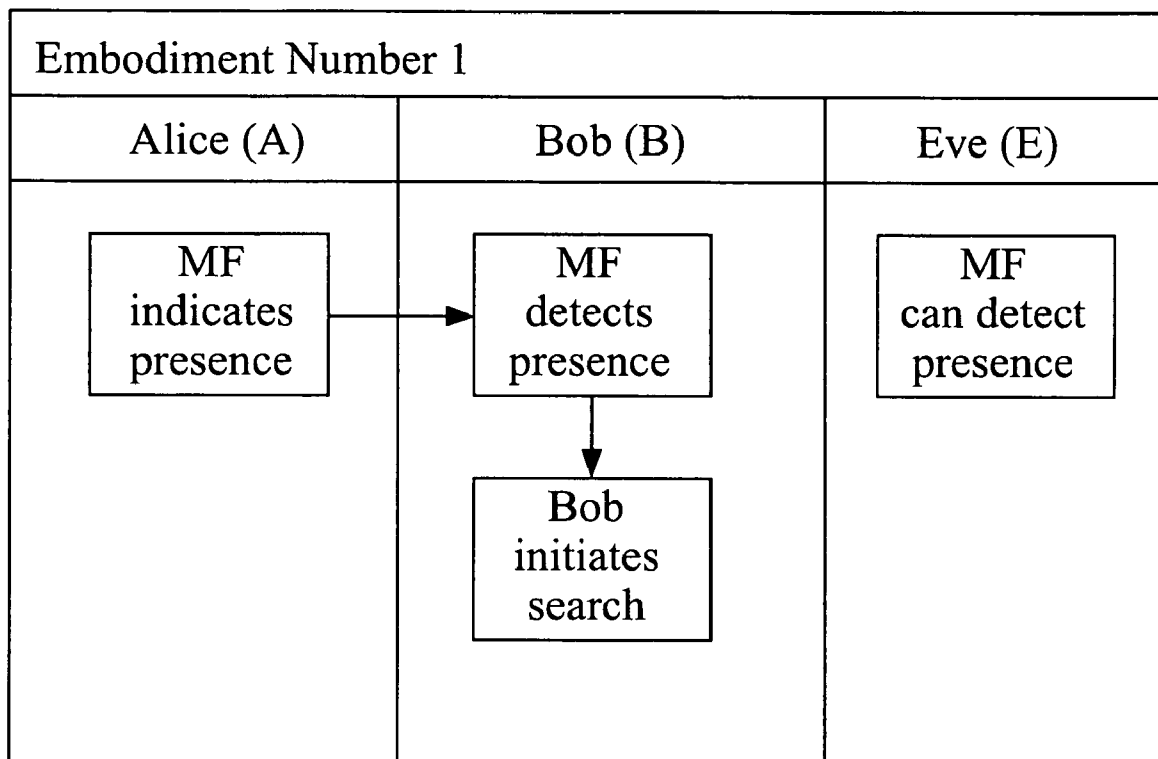 Embodiment Number 1
Alice (A)
Bob (B)
Eve (E)
MF
indicates
presence
MF
detects
presence
MF
can detect
presence
Bob
initiates
search